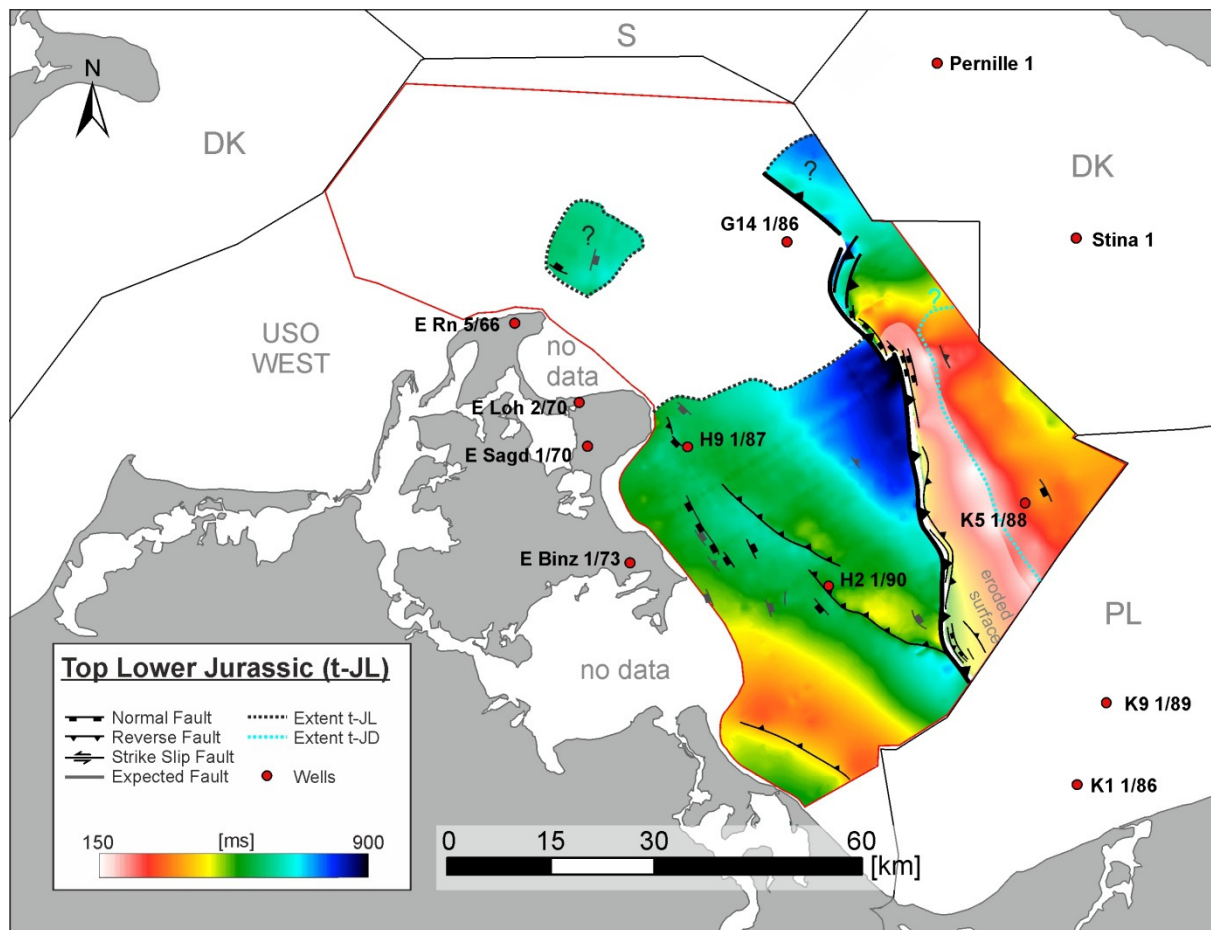 S
Pernille 1
N
DK
DK
?
G14 1/86
?
Stina 1
?
E Rn 5/66
USO
WEST
no
data
E Loh 2/70
H9 1/87
E Sagd 1/70
K5 1/88
E Binz 1/73
H2 1/90
eroded
surface
PL
no data
K9 1/89
K1 1/86
Top Lower Jurassic (t-JL)
Normal Fault
Extent t-JL
Reverse Fault
Extent t-JD
Strike Slip Fault
Expected Fault
Wells
150 [ms] 900
0 15 30 60
[km]